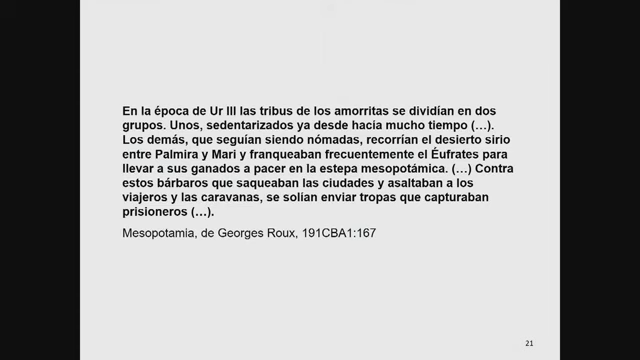 En la época de Ur III las tribus de los amorritas se dividían en dos
grupos. Unos, sedentarizados ya desde hacía mucho tiempo (…).
Los demás, que seguían siendo nómadas, recorrían el desierto sirio
entre Palmira y Mari y franqueaban frecuentemente el Éufrates para
llevar a sus ganados a pacer en la estepa mesopotámica. (…) Contra
estos bárbaros que saqueaban las ciudades y asaltaban a los
viajeros y las caravanas, se solían enviar tropas que capturaban
prisioneros (…).
Mesopotamia, de Georges Roux, 191CBA1:167
21